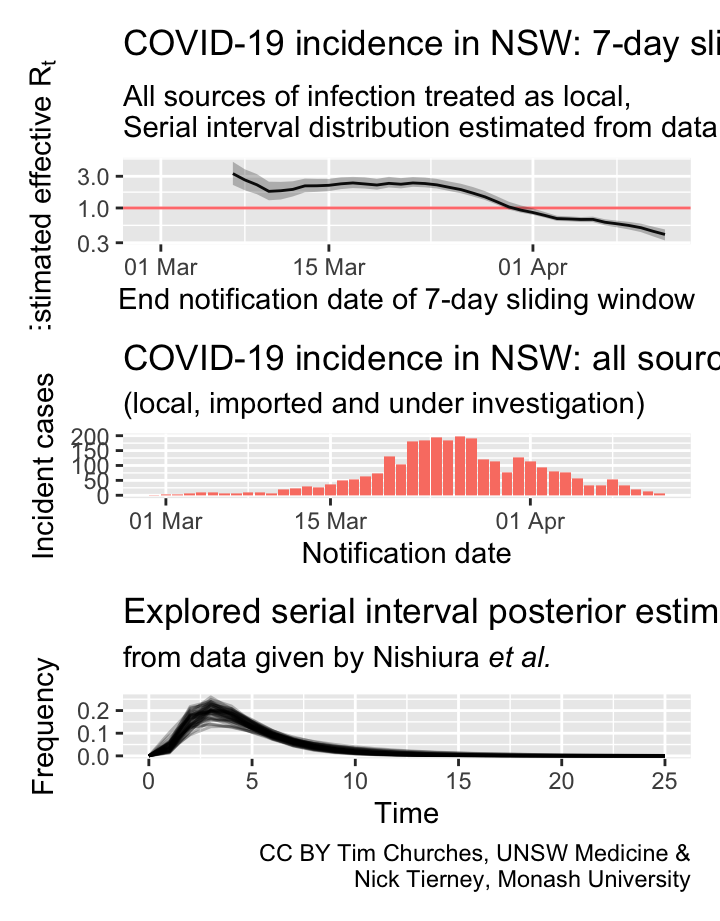 COVID-19 incidence in NSW: 7-day sli
All sources of infection treated as local,
Serial interval distribution estimated from data
stimated effective Rt
3.0
1.0
0.3
01 Mar 15 Mar 01 Apr
End notification date of 7-day sliding window
COVID-19 incidence in NSW: all sourc
(local, imported and under investigation)
Incident cases
200
150
100
50
0
01 Mar 15 Mar 01 Apr
Notification date
Explored serial interval posterior estim
from data given by Nishiura et al.
Frequency
0.2
0.1
0.0
0 5 10 15 20 25
Time
CC BY Tim Churches, UNSW Medicine &
Nick Tierney, Monash University